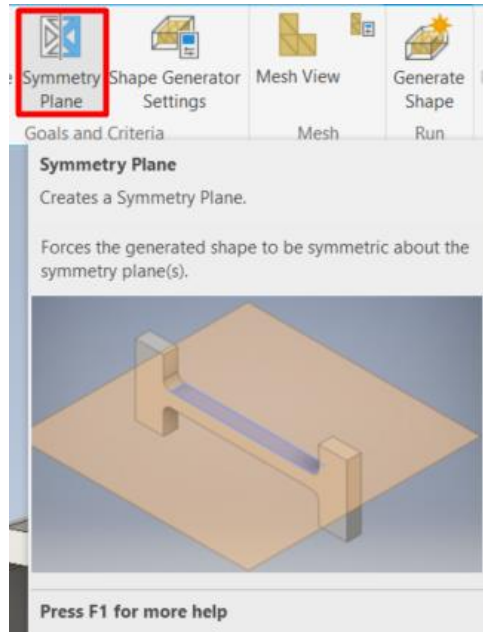 Symmetry Plane
Shape Generator Settings
Mesh View
Generate Shape
Goals and Criteria
Mesh
Run
Symmetry Plane
Creates a Symmetry Plane.
Forces the generated shape to be symmetric about the
symmetry plane(s).
Press F1 for more help